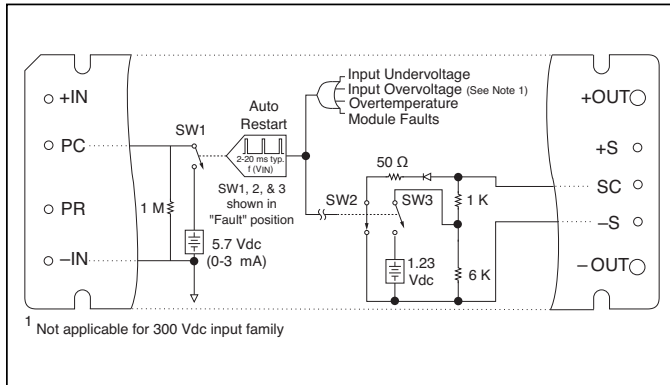 Input Undervoltage
Input Overvoltage (See Note 1)
Overtemperature
Module Faults
+IN
PC
PR
–IN
SW1
Auto
Restart
2-20 ms typ.
f (VIN)
SW1, 2, & 3
shown in
"Fault" position
1 M
5.7 Vdc
(0-3 mA)
50 Ω
SW2
SW3
1 K
1.23
Vdc
6 K
+OUT
+S
SC
–S
–OUT
1 Not applicable for 300 Vdc input family